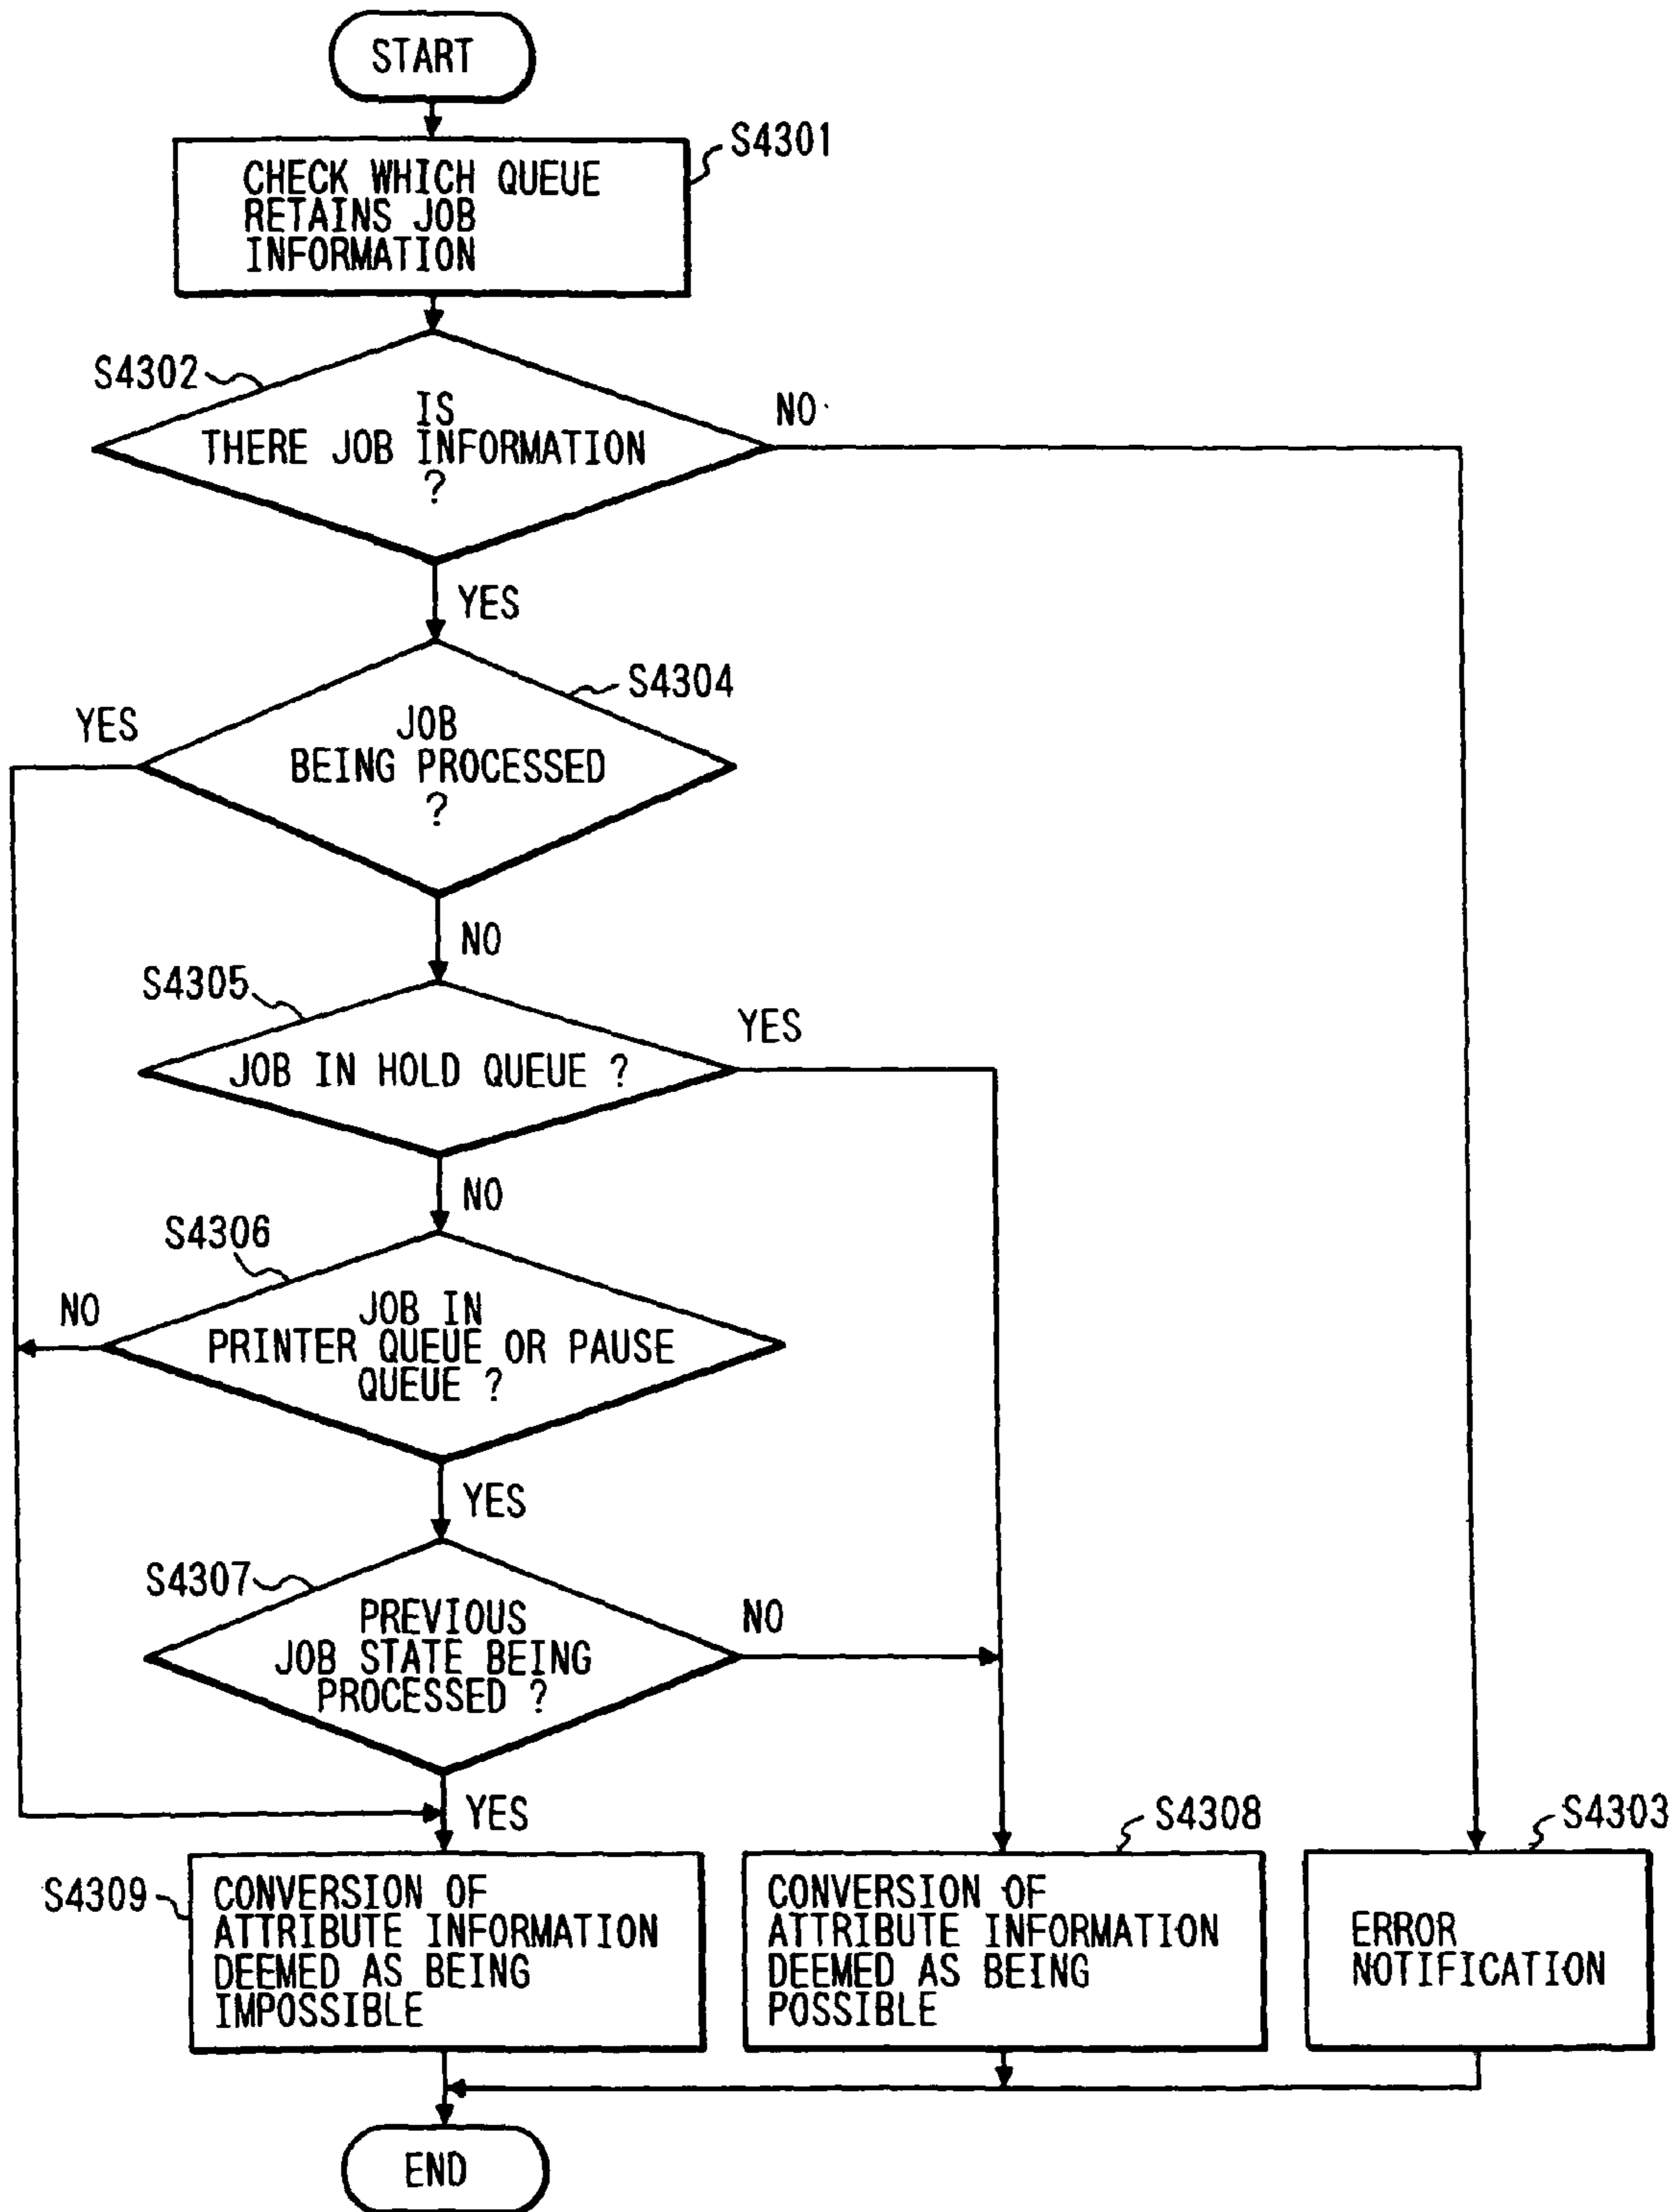 START
S4301
CHECK WHICH QUEUE
RETAINS JOB
INFORMATION
S4302
IS
THERE JOB INFORMATION
?
NO
YES
S4304
YES
JOB
BEING PROCESSED
?
NO
S4305
YES
JOB IN HOLD QUEUE ?
NO
S4306
NO
JOB IN
PRINTER QUEUE OR PAUSE
QUEUE ?
YES
S4307
NO
PREVIOUS
JOB STATE BEING
PROCESSED ?
YES
S4309
CONVERSION OF
ATTRIBUTE INFORMATION
DEEMED AS BEING
IMPOSSIBLE
S4308
CONVERSION OF
ATTRIBUTE INFORMATION
DEEMED AS BEING
POSSIBLE
S4303
ERROR
NOTIFICATION
END